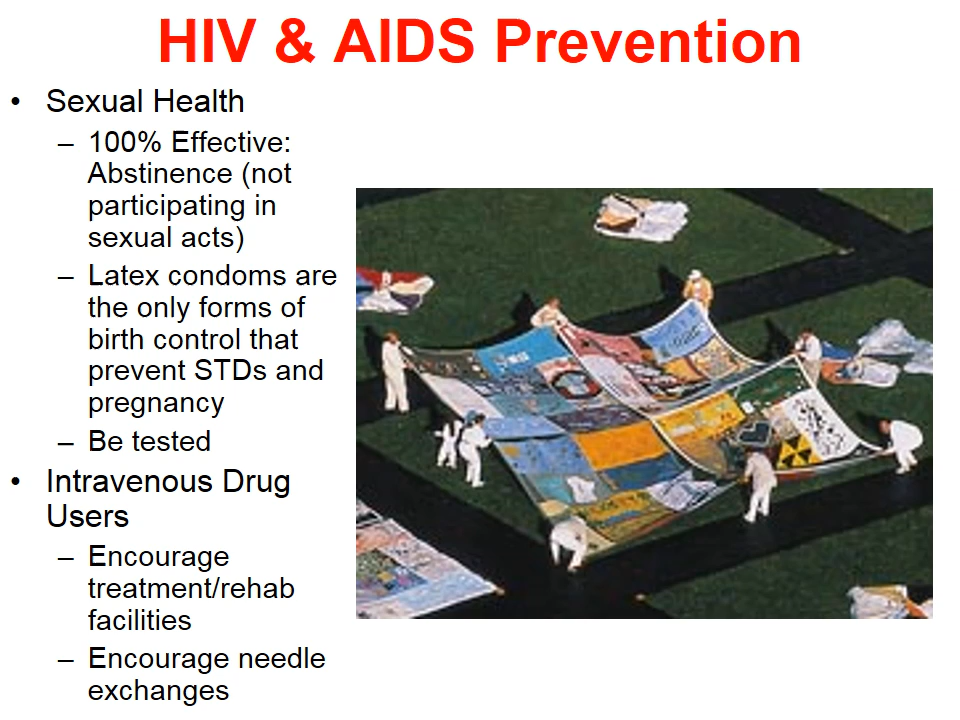 HIV & AIDS Prevention
• Sexual Health
– 100% Effective:
Abstinence (not
participating in
sexual acts)
– Latex condoms are
the only forms of
birth control that
prevent STDs and
pregnancy
– Be tested
• Intravenous Drug
Users
– Encourage
treatment/rehab
facilities
– Encourage needle
exchanges